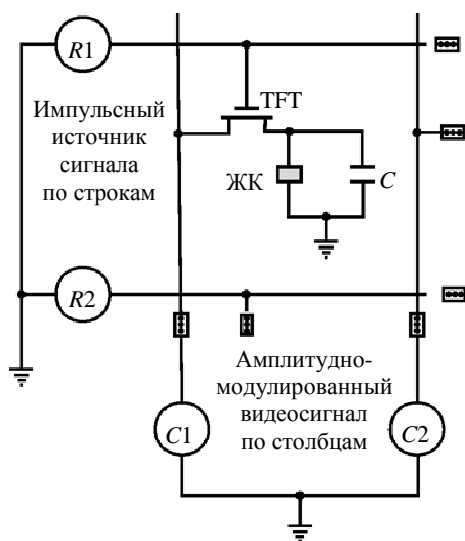 R1
TFT
Импульсный
источник
сигнала
по строкам
ЖК
C
R2
Амплитудно-
модулированный
видеосигнал
по столбцам
C1
C2